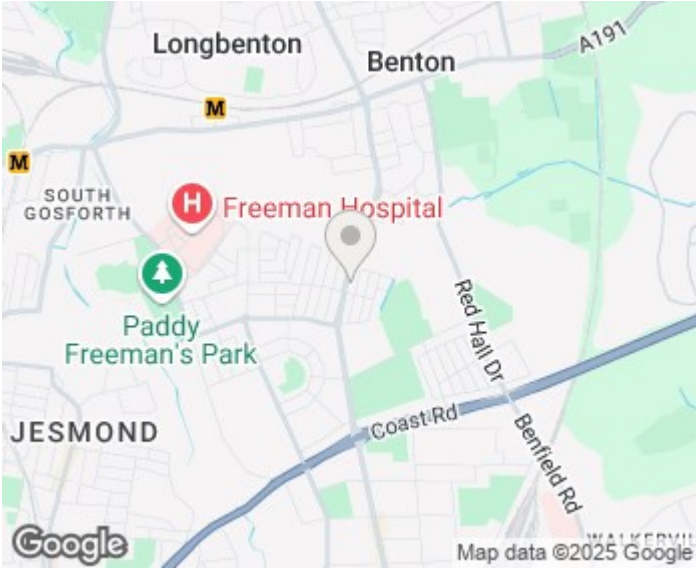 Longbenton
Benton
A191
M
M
SOUTH
GOSFORTH
H
Freeman Hospital
Paddy
Freeman's Park
Red Hall Dr
JESMOND
Coast Rd
Benfield Rd
WALKERVIL
Google
Map data ©2025 Google